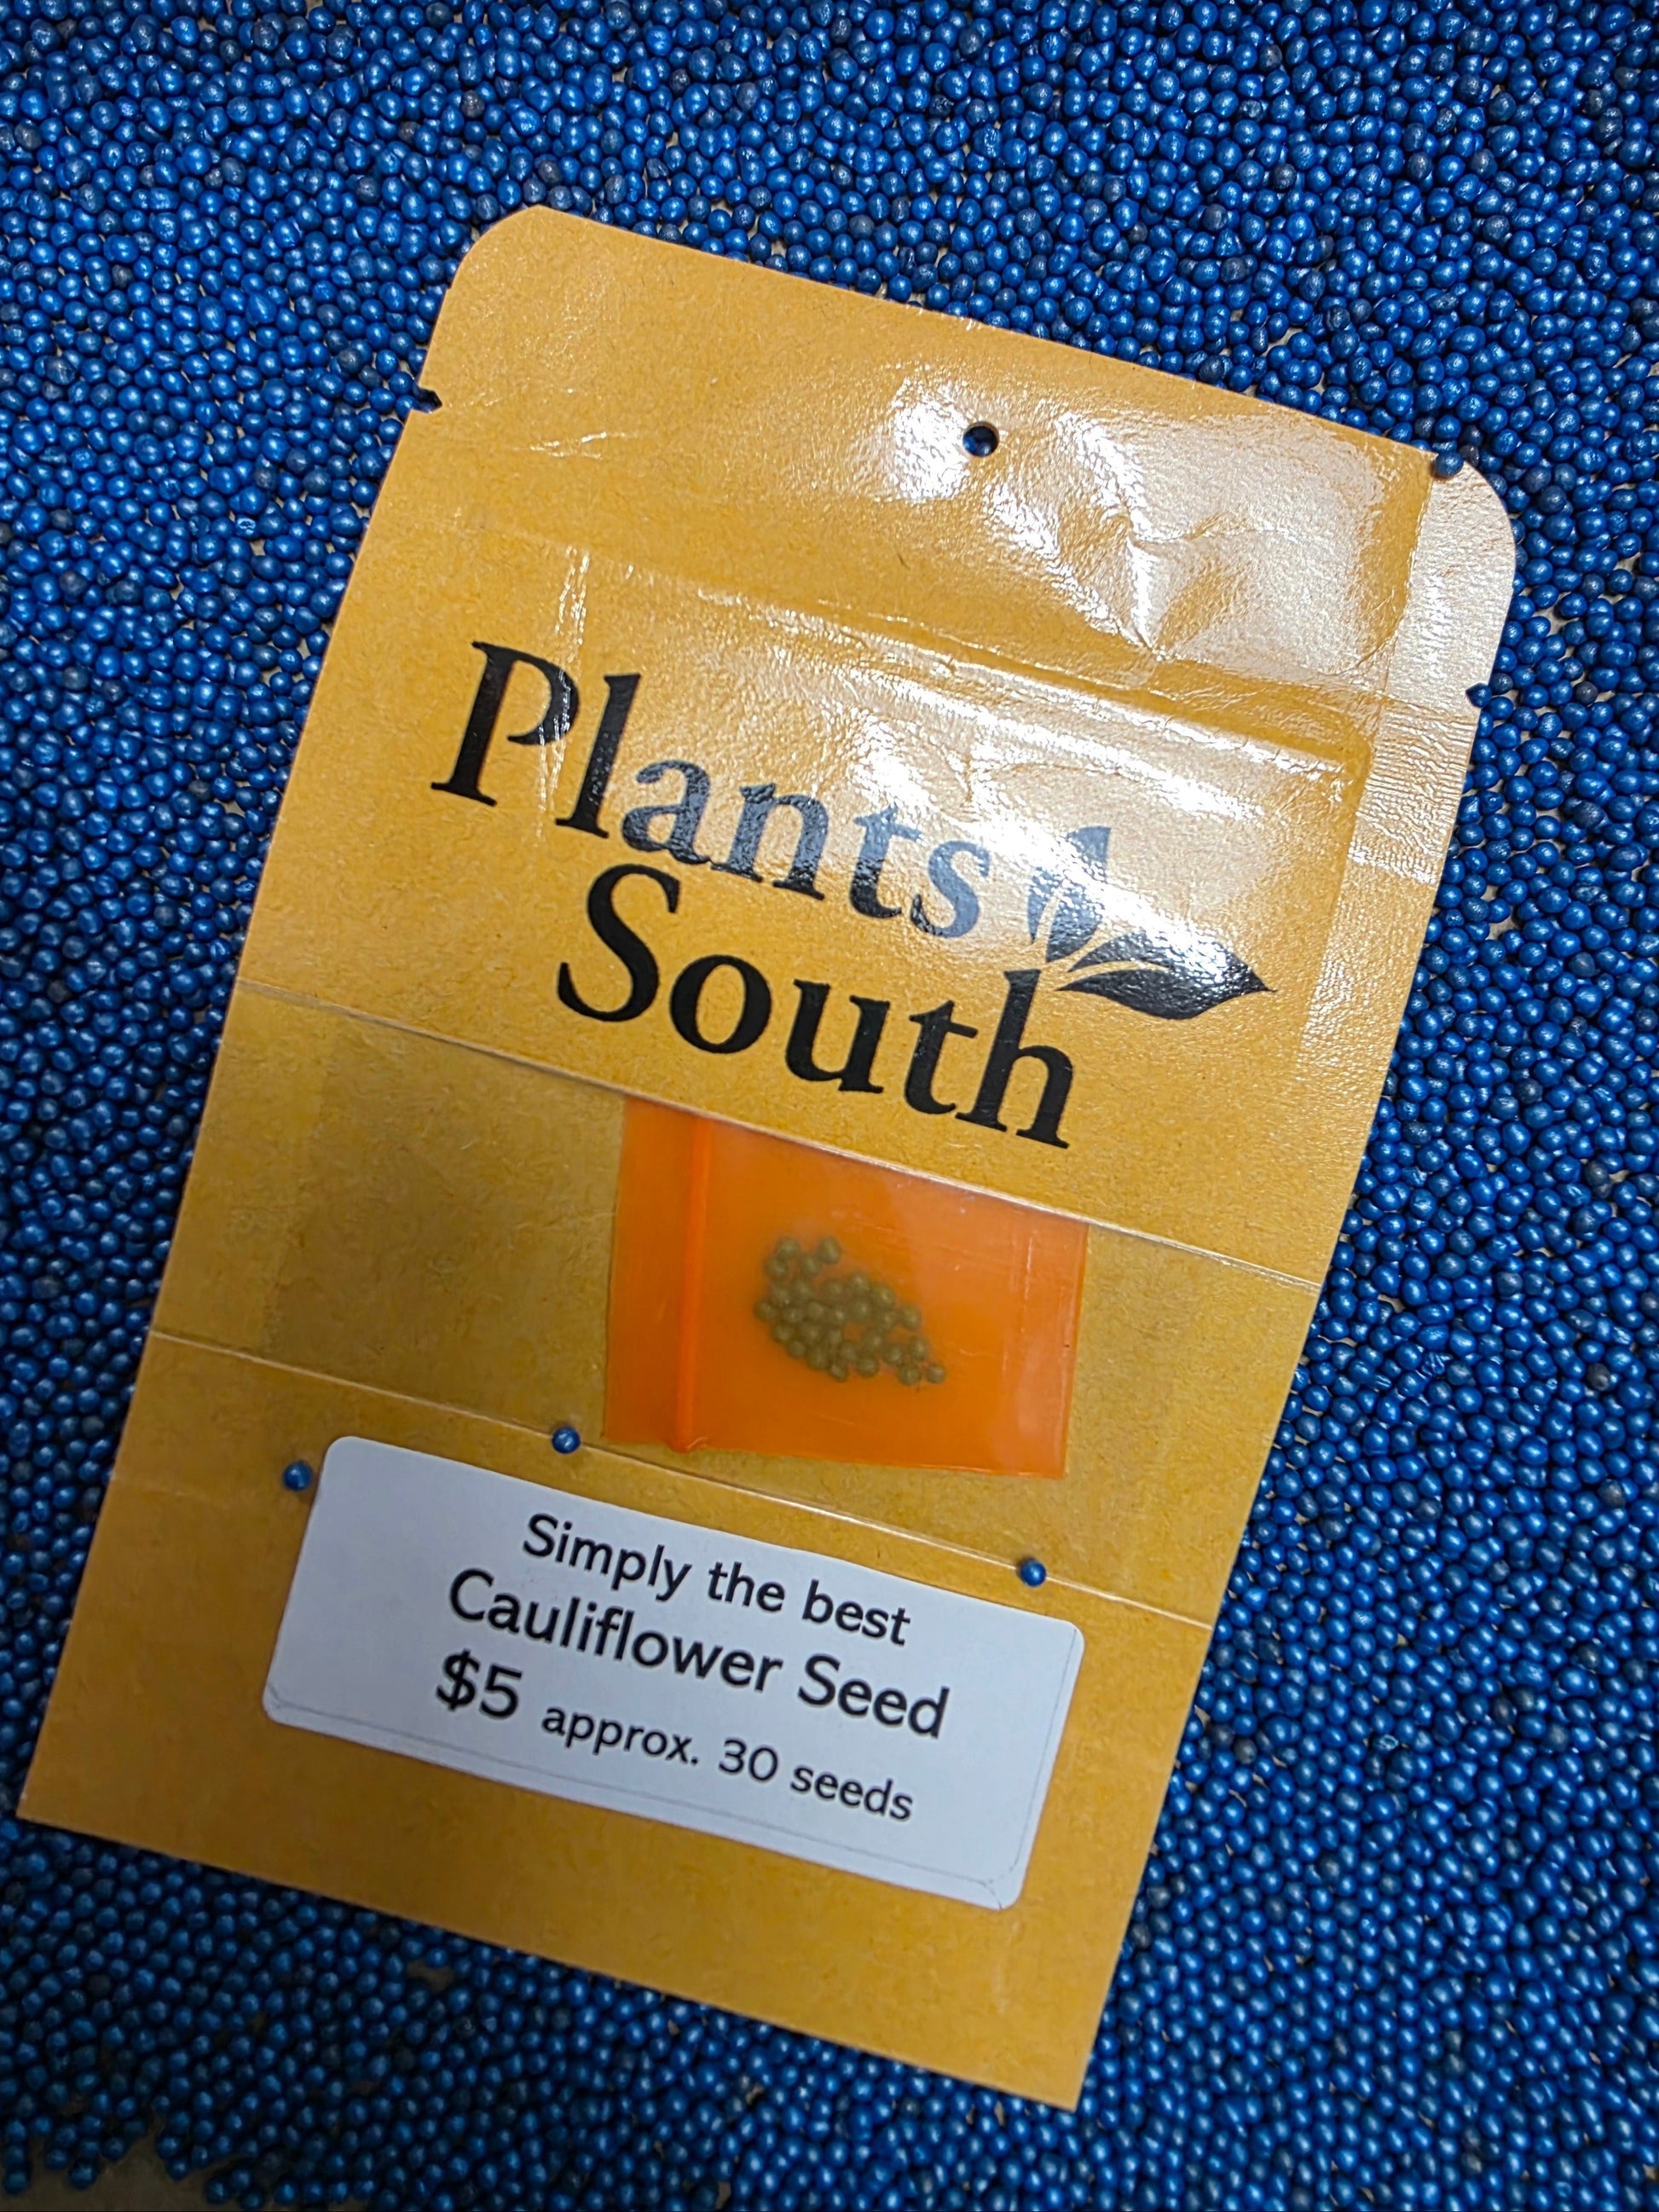 Plants
South
Simply the best
Cauliflower Seed
$5 approx. 30 seeds